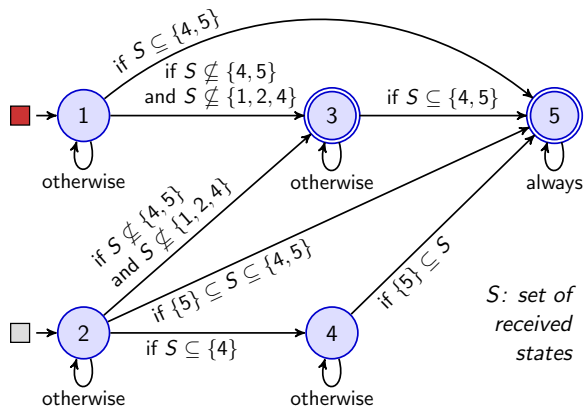 if S ⊆ {4, 5}
if S ⊈ {4, 5}
and S ⊈ {1, 2, 4}
if S ⊆ {4, 5}
1
3
5
otherwise
otherwise
always
if S ⊈ {4, 5}
and S ⊈ {1, 2, 4}
if {5} ⊆ S ⊆ {4, 5}
if {5} ⊆ S
2
4
if S ⊆ {4}
otherwise
otherwise
S: set of
received
states